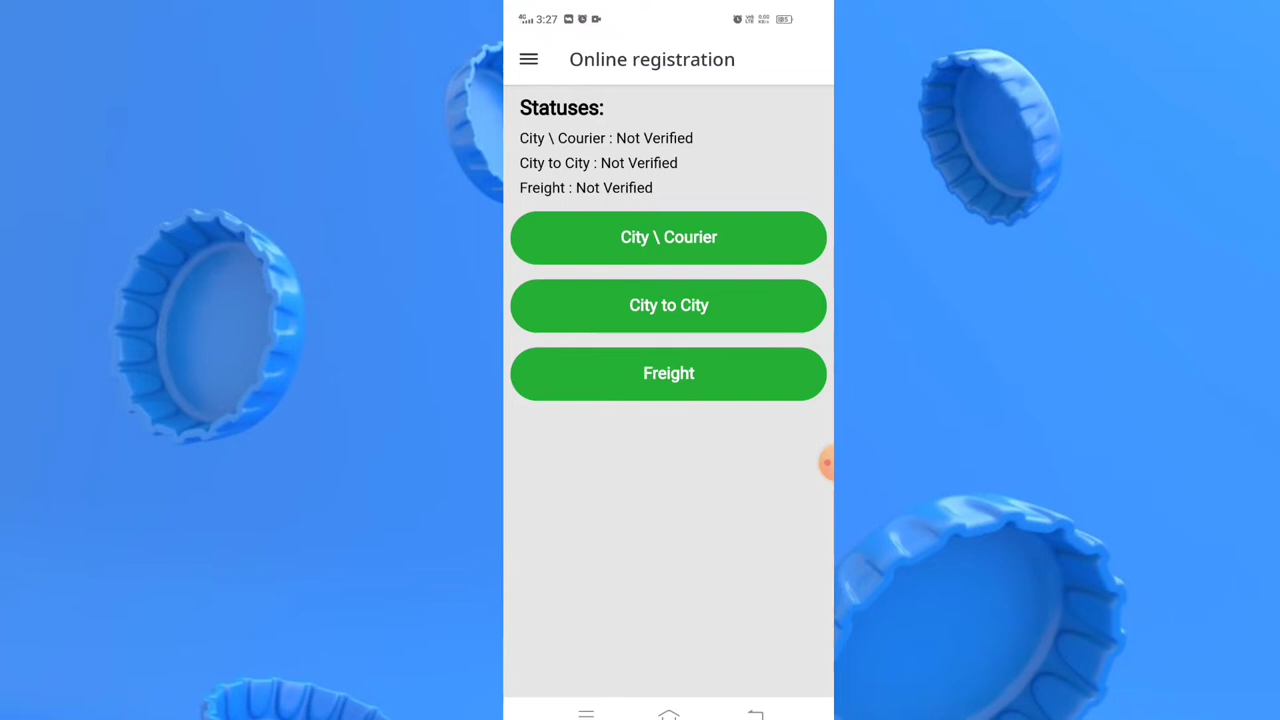 4G 3:27
Online registration
Statuses:
City \ Courier : Not Verified
City to City : Not Verified
Freight : Not Verified
City \ Courier
City to City
Freight